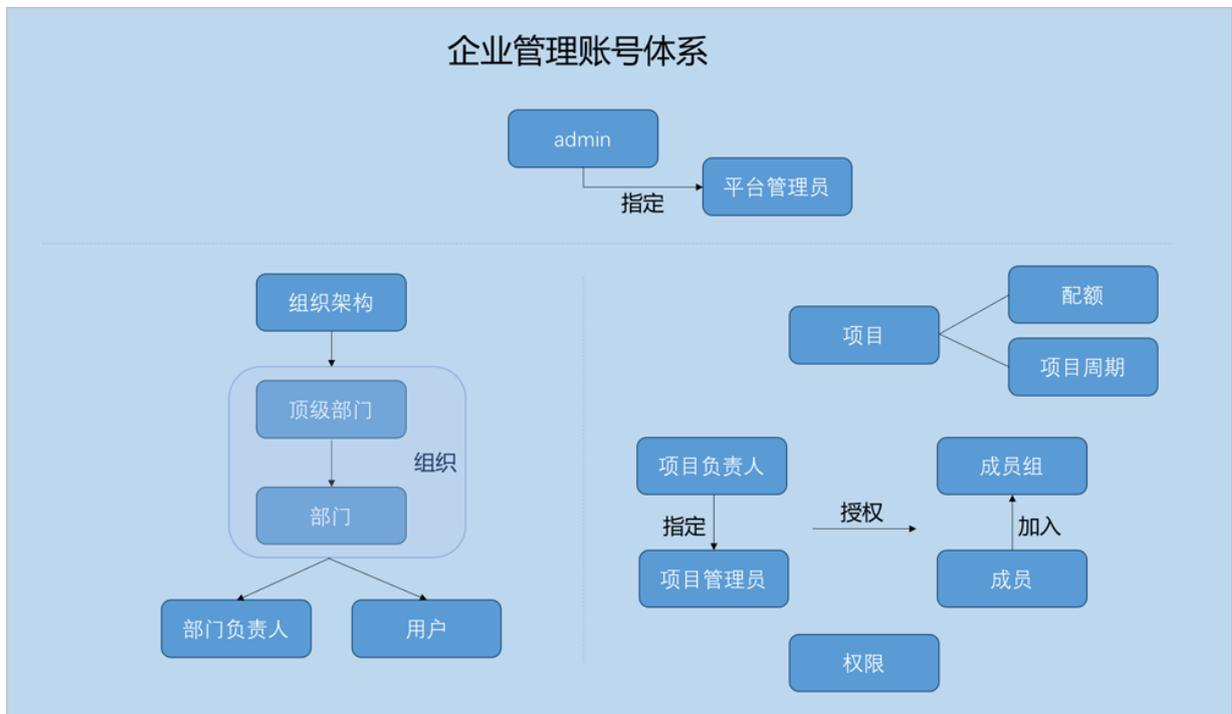 企业管理账号体系
admin
平台管理员
指定
组织架构
顶级部门
组织
部门
部门负责人
用户
项目
配额
项目周期
项目负责人
指定
项目管理员
授权
成员组
加入
成员
权限